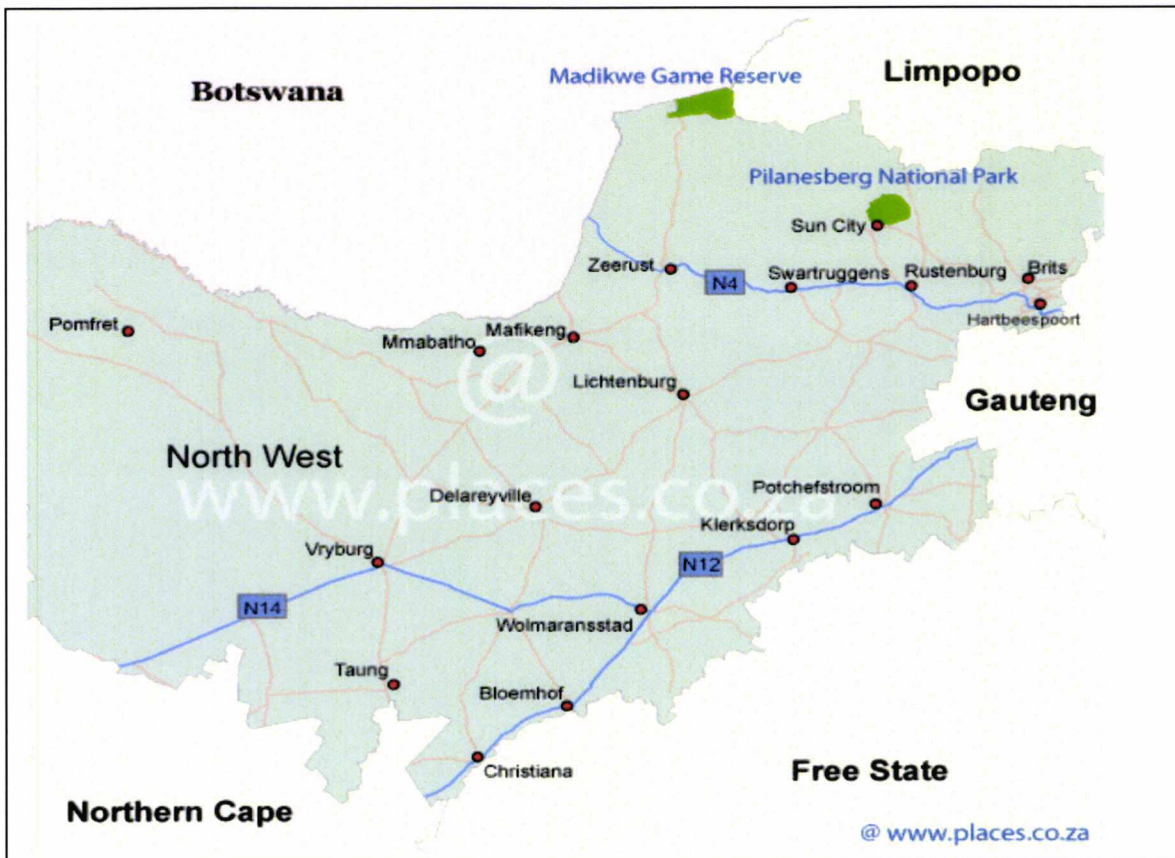 Madikwe Game Reserve
Limpopo
Botswana
Pilanesberg National Park
Sun City
Zeerust
N4
Swartruggens
Rustenburg
Brits
Hartbeespoort
Pomfret
Mmabatho
Mafikeng
@
Lichtenburg
Gauteng
North West
www.places.co.za
Delareyville
Potchefstroom
Klerksdorp
Vryburg
N12
N14
Wolmaransstad
Taung
Bloemhof
Christiana
Free State
Northern Cape
@ www.places.co.za